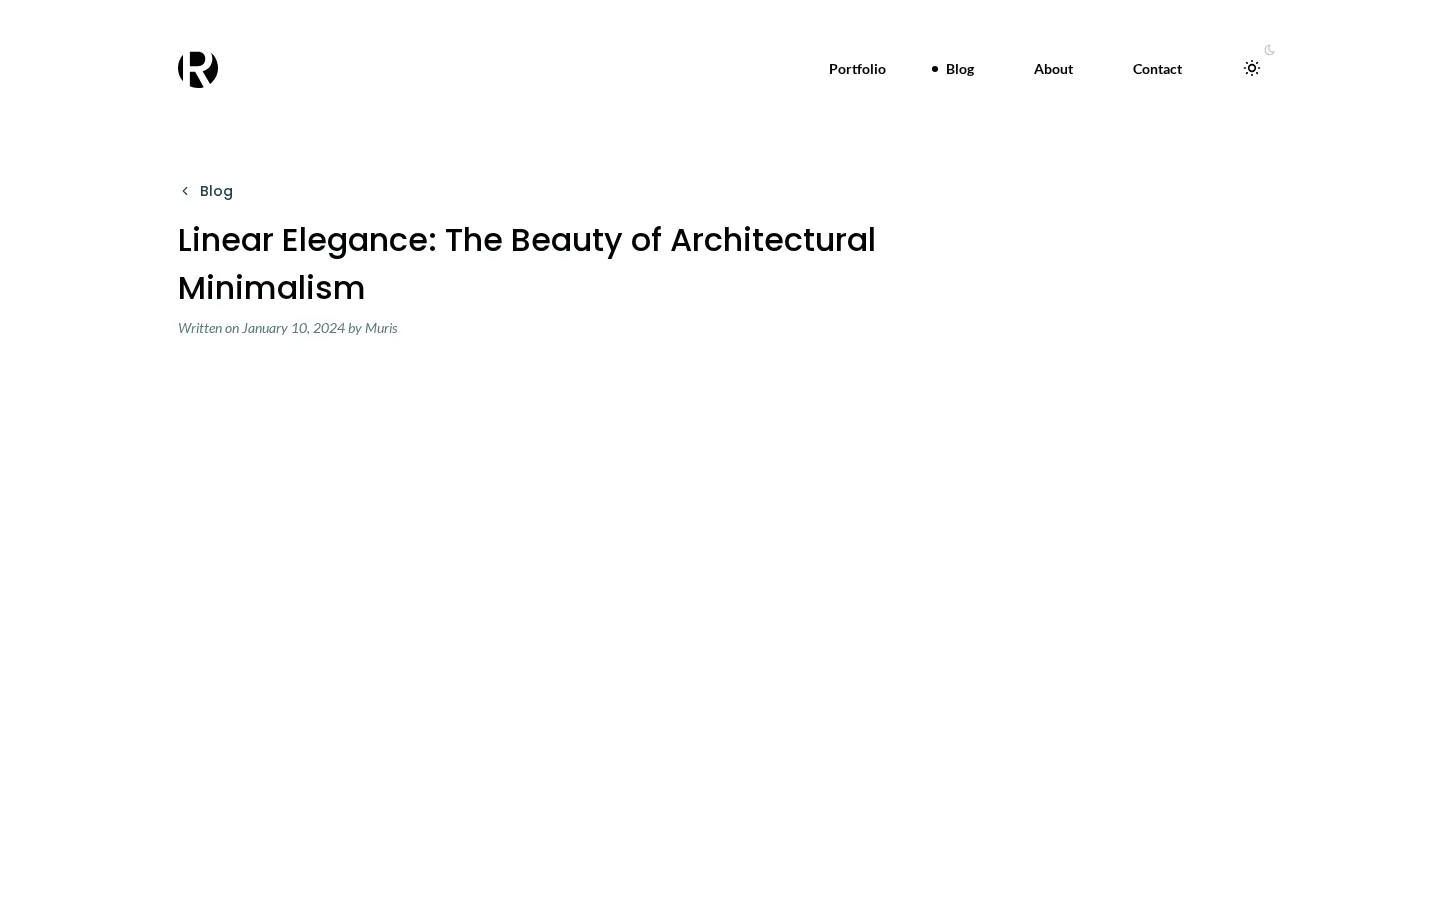 R
Portfolio
Blog
About
Contact
Blog
Linear Elegance: The Beauty of Architectural
Minimalism
Written on January 10, 2024 by Muris